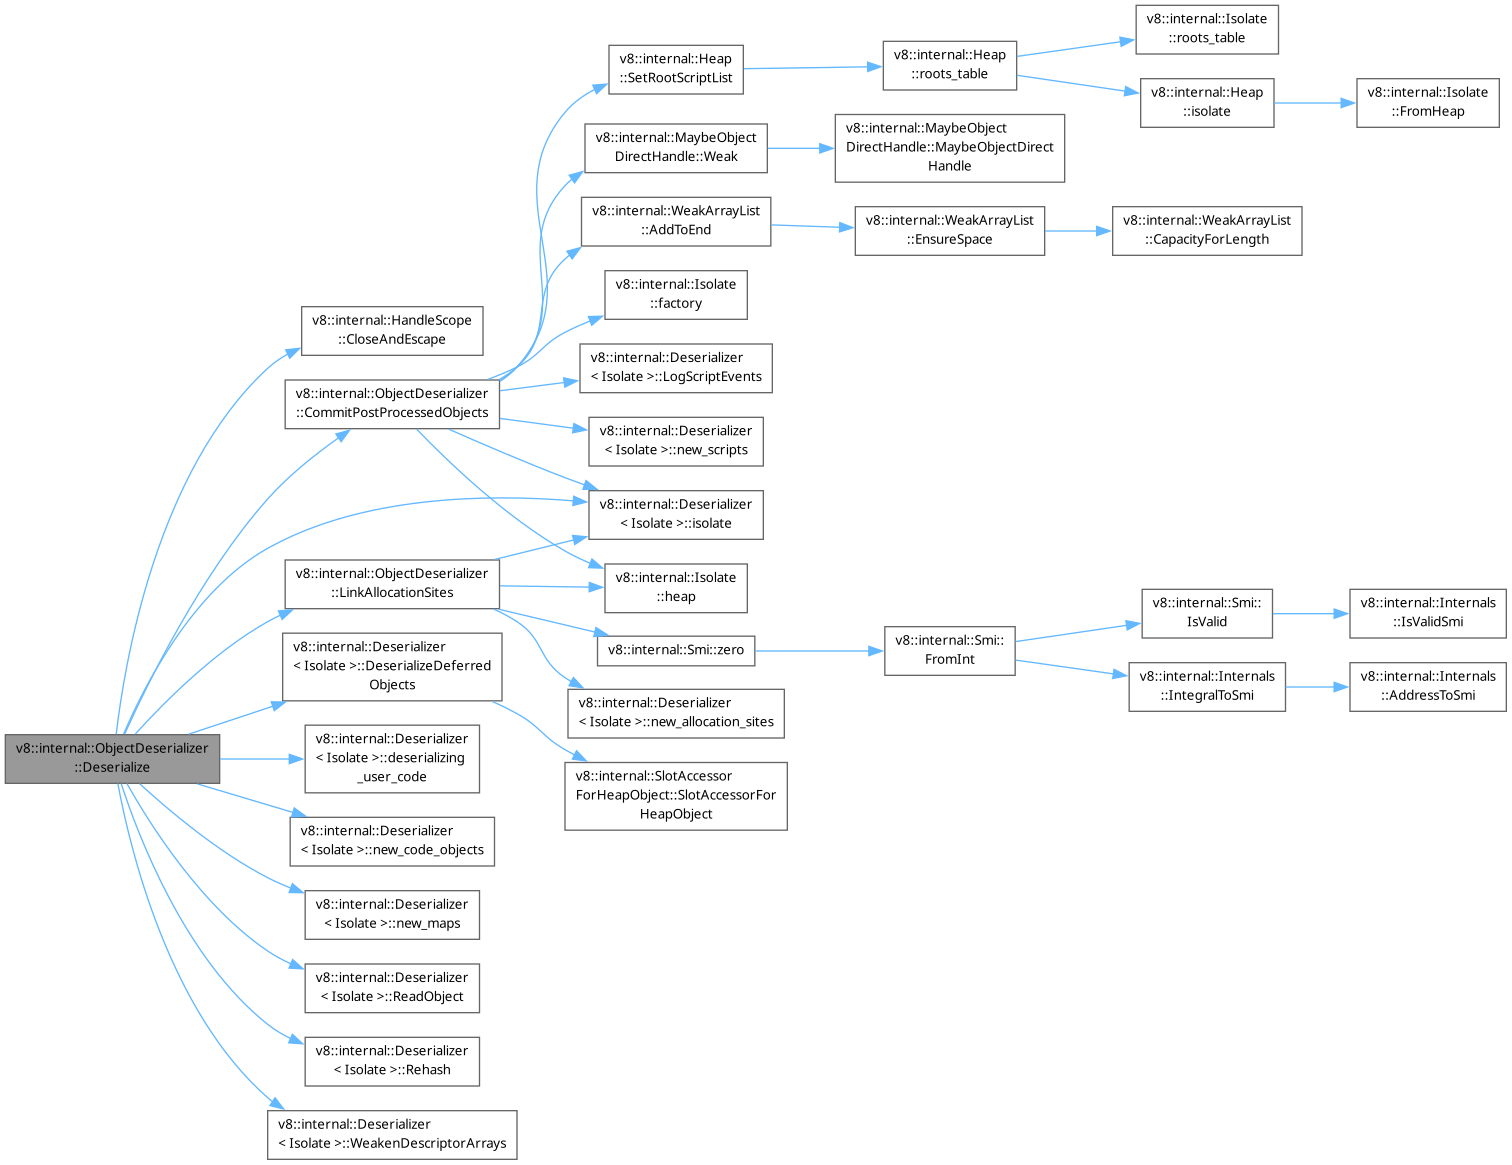 v8::internal::ObjectDeserializer
::Deserialize
v8::internal::HandleScope
::CloseAndEscape
v8::internal::ObjectDeserializer
::CommitPostProcessedObjects
v8::internal::ObjectDeserializer
::LinkAllocationSites
v8::internal::Deserializer
< Isolate >::DeserializeDeferred
Objects
v8::internal::Deserializer
< Isolate >::deserializing
_user_code
v8::internal::Deserializer
< Isolate >::new_code_objects
v8::internal::Deserializer
< Isolate >::new_maps
v8::internal::Deserializer
< Isolate >::ReadObject
v8::internal::Deserializer
< Isolate >::Rehash
v8::internal::Deserializer
< Isolate >::WeakenDescriptorArrays
v8::internal::Heap
::SetRootScriptList
v8::internal::MaybeObject
DirectHandle::Weak
v8::internal::WeakArrayList
::AddToEnd
v8::internal::Isolate
::factory
v8::internal::Deserializer
< Isolate >::LogScriptEvents
v8::internal::Deserializer
< Isolate >::new_scripts
v8::internal::Deserializer
< Isolate >::isolate
v8::internal::Isolate
::heap
v8::internal::Smi::zero
v8::internal::Deserializer
< Isolate >::new_allocation_sites
v8::internal::SlotAccessor
ForHeapObject::SlotAccessorFor
HeapObject
v8::internal::Heap
::roots_table
v8::internal::MaybeObject
DirectHandle::MaybeObjectDirect
Handle
v8::internal::WeakArrayList
::EnsureSpace
v8::internal::Smi::
FromInt
v8::internal::Isolate
::roots_table
v8::internal::Heap
::isolate
v8::internal::WeakArrayList
::CapacityForLength
v8::internal::Smi::
IsValid
v8::internal::Internals
::IntegralToSmi
v8::internal::Isolate
::FromHeap
v8::internal::Internals
::IsValidSmi
v8::internal::Internals
::AddressToSmi